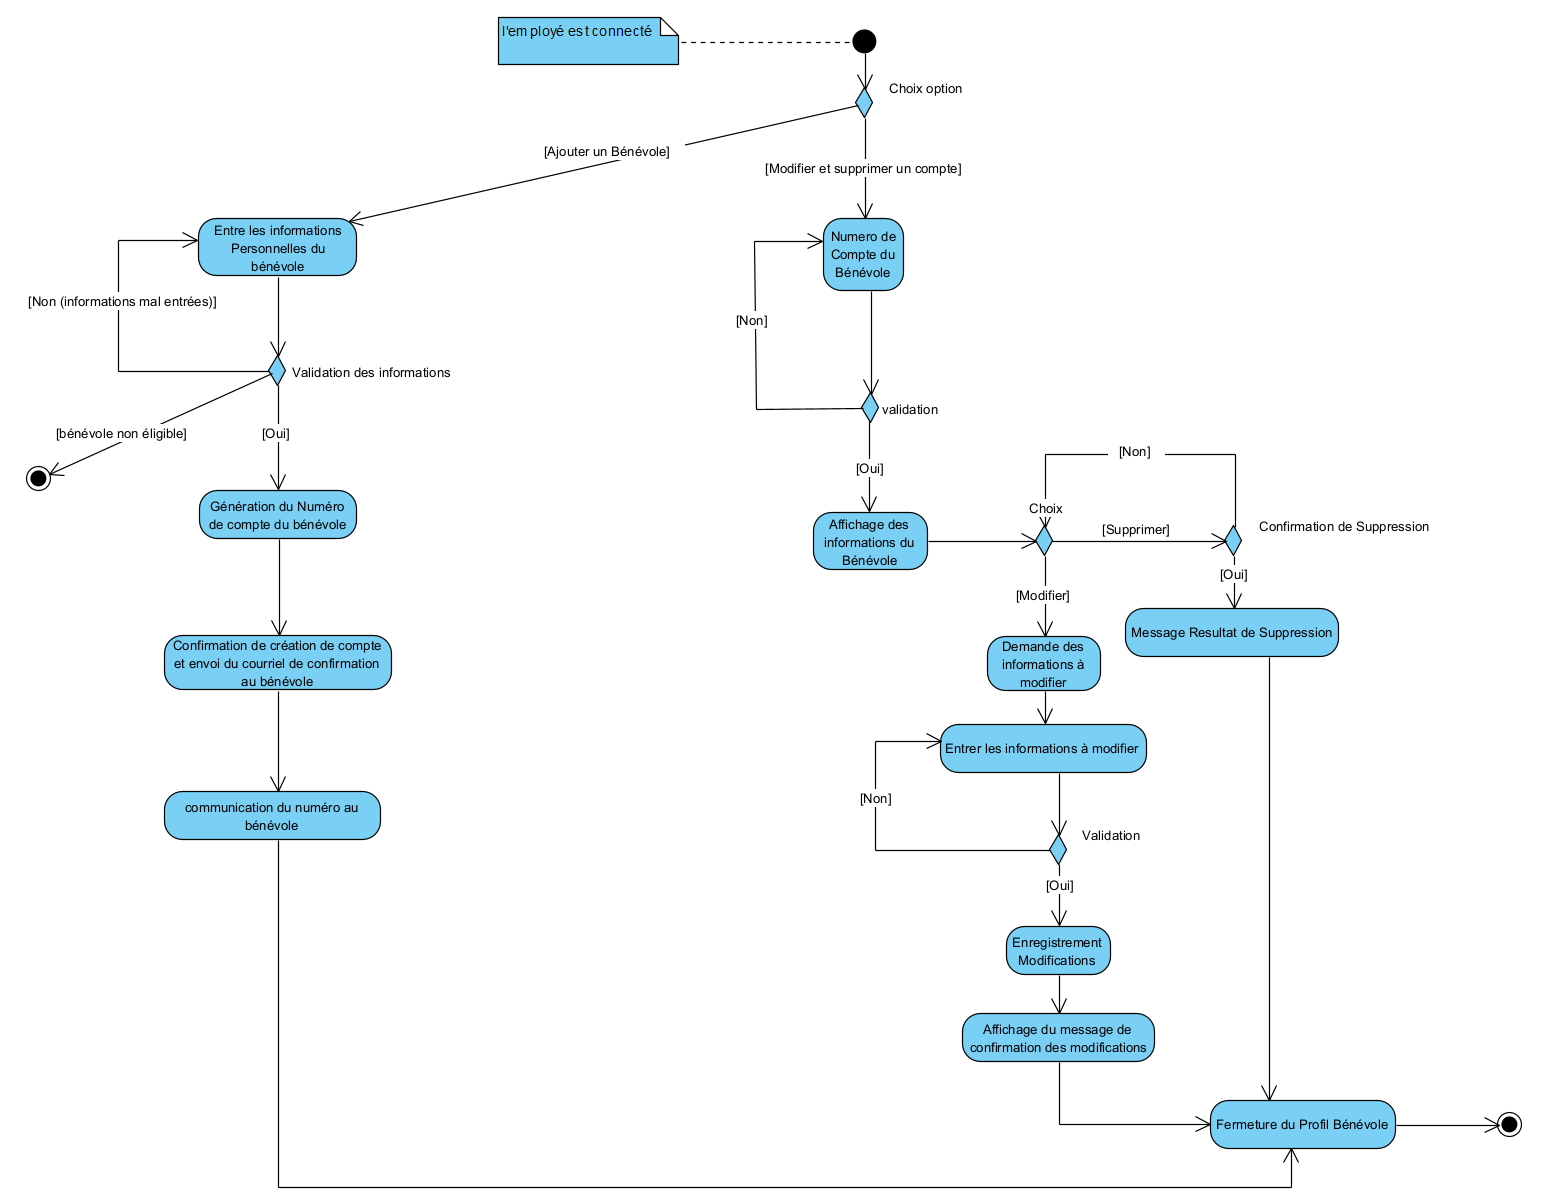 l'employé est connecté
Choix option
[Ajouter un Bénévole]
[Modifier et supprimer un compte]
Entre les informations
Personnelles du
bénévole
Numero de
Compte du
Bénévole
[Non (informations mal entrées)]
[Non]
Validation des informations
validation
[bénévole non éligible]
[Oui]
[Non]
[Oui]
Génération du Numéro
de compte du bénévole
Choix
Affichage des
informations du
Bénévole
[Supprimer]
Confirmation de Suppression
[Oui]
[Modifier]
Message Resultat de Suppression
Confirmation de création de compte
et envoi du courriel de confirmation
au bénévole
Demande des
informations à
modifier
Entrer les informations à modifier
[Non]
communication du numéro au
bénévole
Validation
[Oui]
Enregistrement
Modifications
Affichage du message de
confirmation des modifications
Fermeture du Profil Bénévole